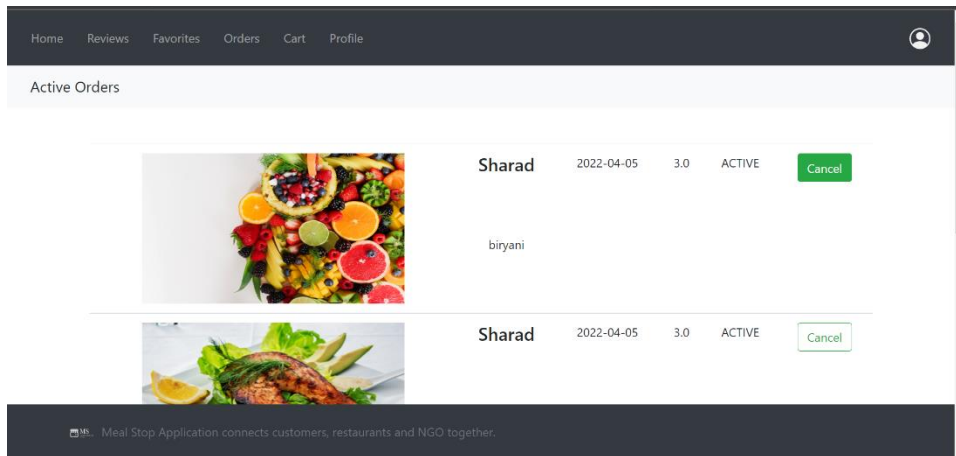 Home Reviews Favorites Orders Cart Profile
Active Orders
Sharad 2022-04-05 3.0 ACTIVE Cancel
biryani
Sharad 2022-04-05 3.0 ACTIVE Cancel
MS Meal Stop Application connects customers, restaurants and NGO together.